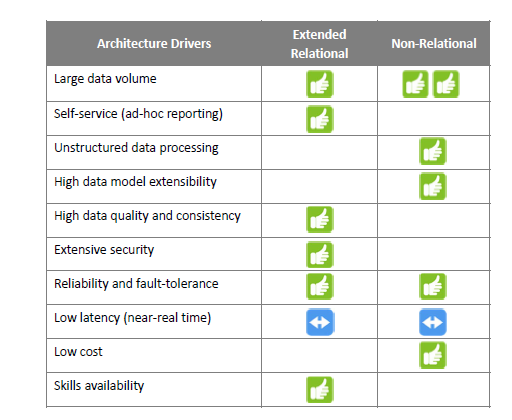 Architecture Drivers
Extended
Relational
Non-Relational
Large data volume
Self-service (ad-hoc reporting)
Unstructured data processing
High data model extensibility
High data quality and consistency
Extensive security
Reliability and fault-tolerance
Low latency (near-real time)
Low cost
Skills availability